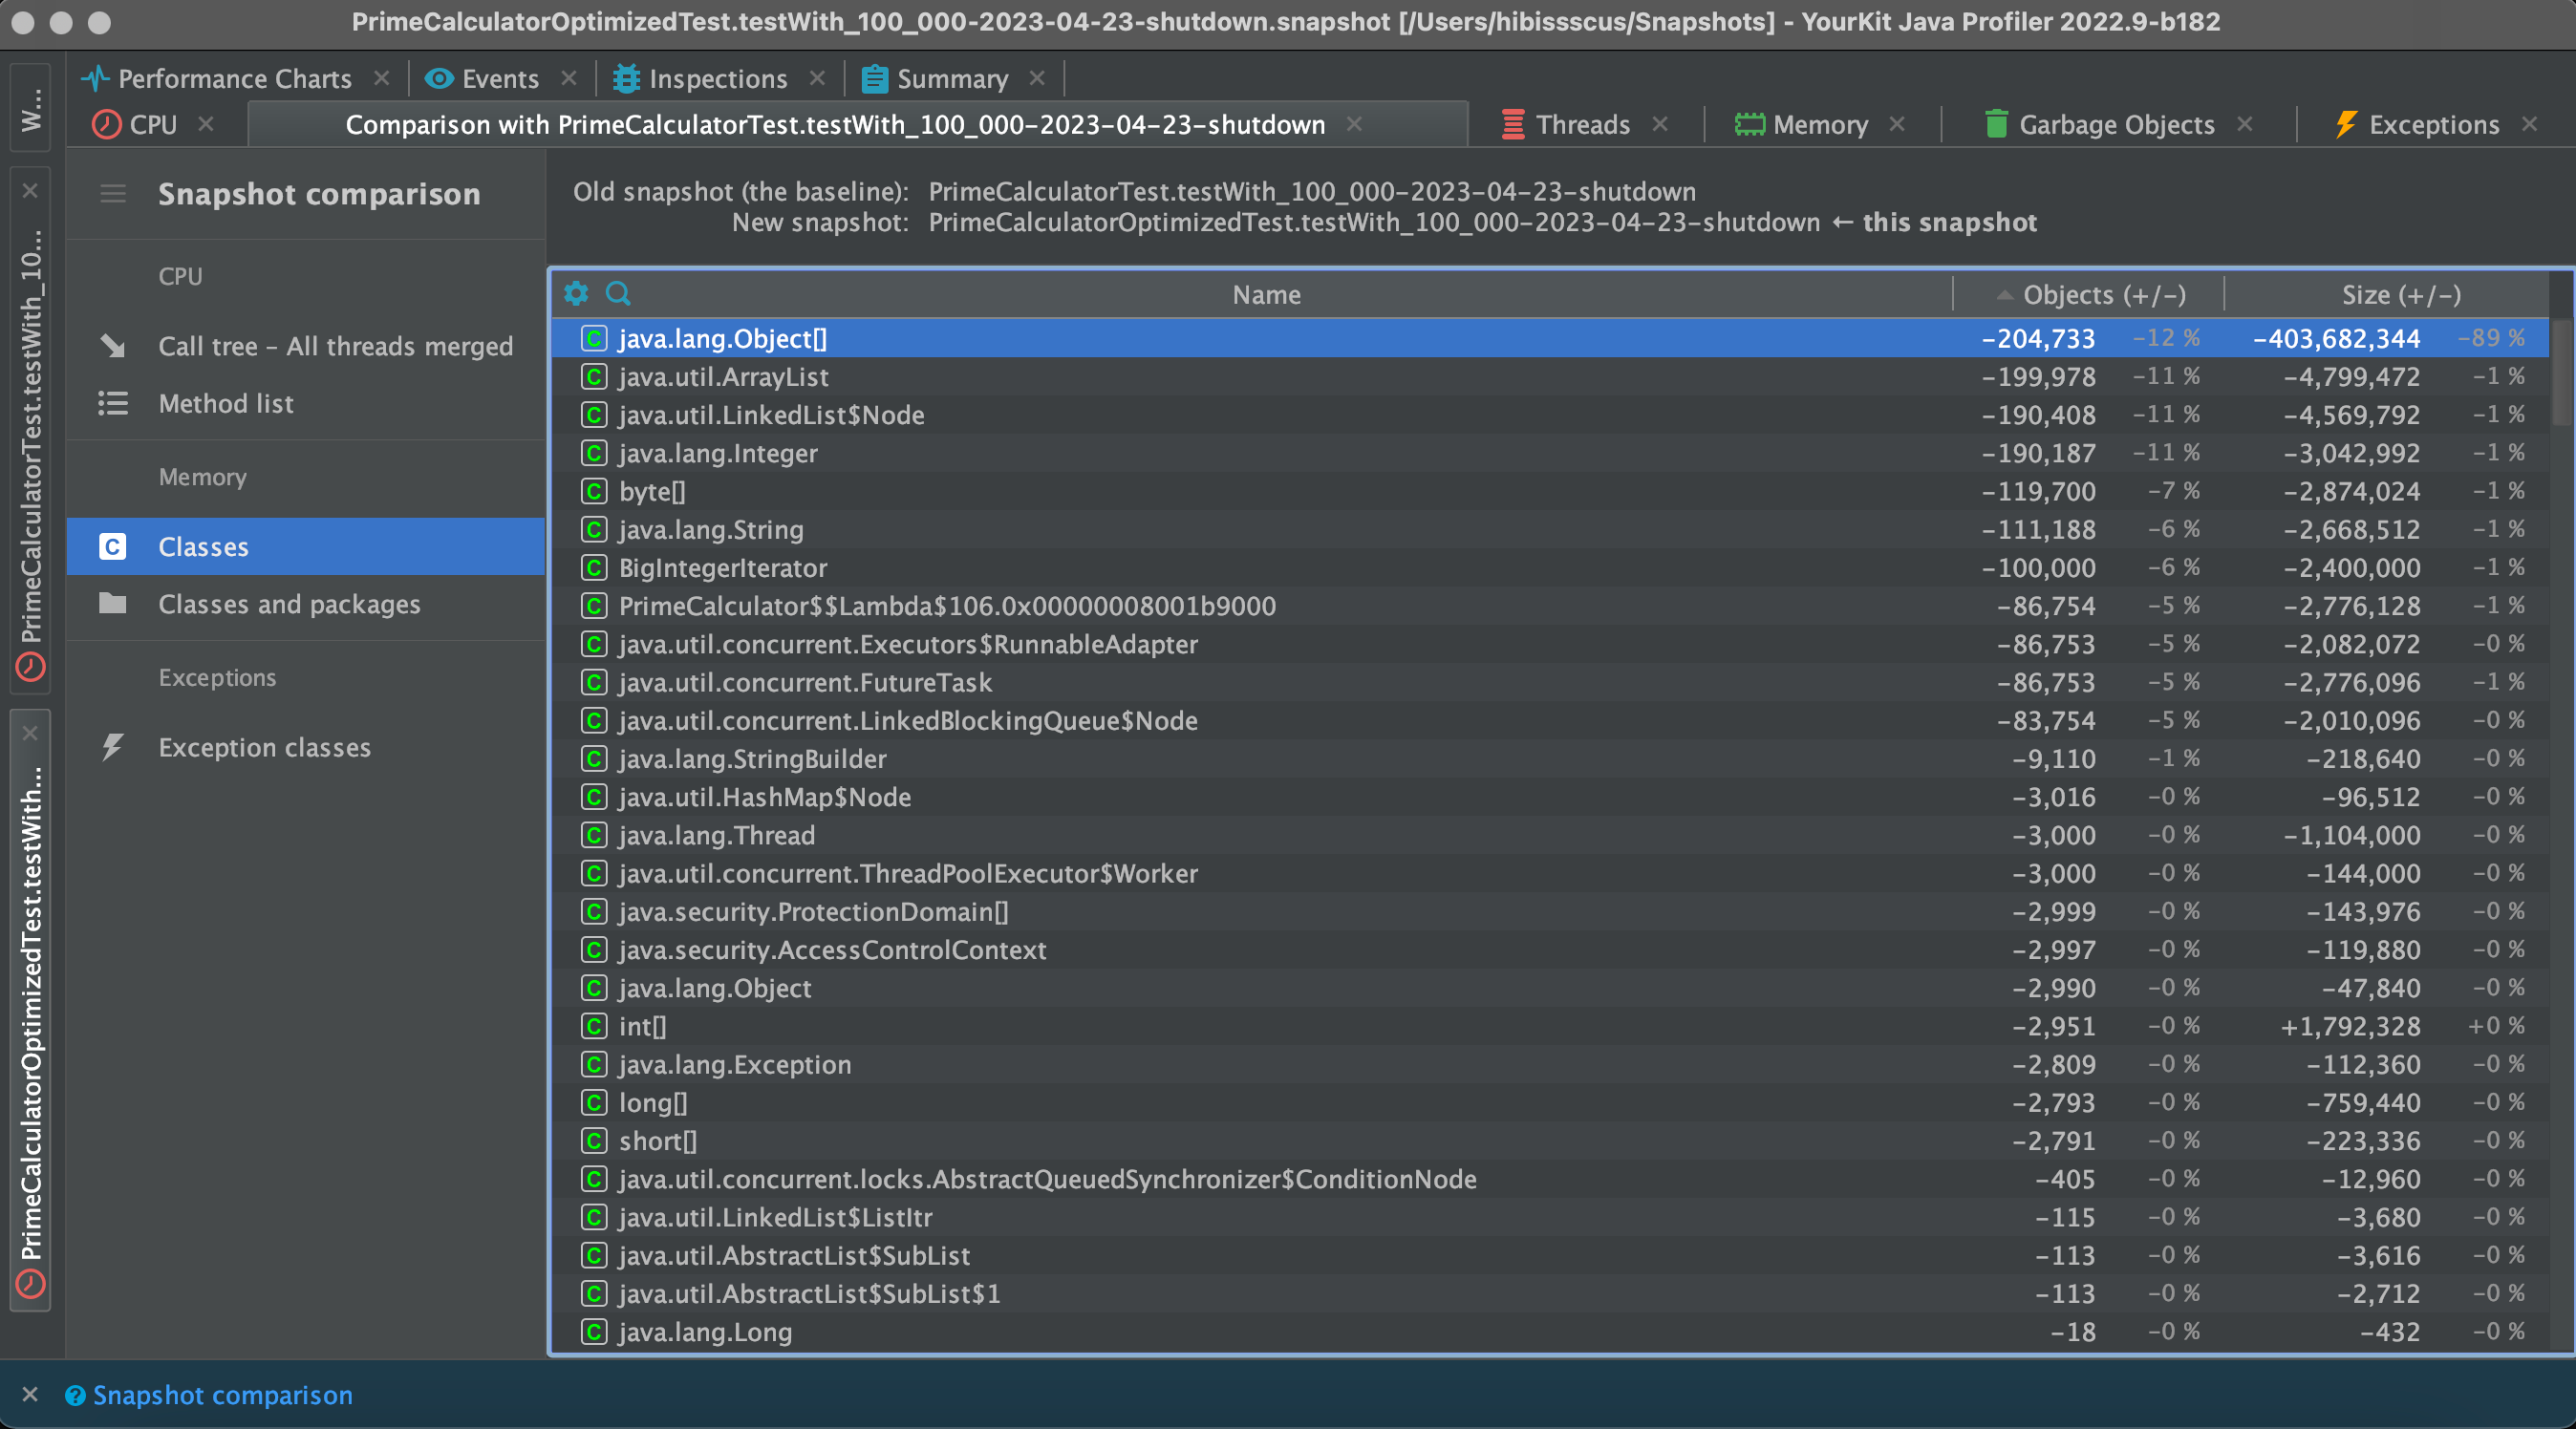 PrimeCalculatorOptimizedTest.testWith_100_000-2023-04-23-shutdown.snapshot [/Users/hibissscus/Snapshots] - YourKit Java Profiler 2022.9-b182
W...
PrimeCalculatorTest.testWith_10...
PrimeCalculatorOptimizedTest.testWith...
Performance Charts Events Inspections Summary
CPU Comparison with PrimeCalculatorTest.testWith_100_000-2023-04-23-shutdown Threads Memory Garbage Objects Exceptions
Snapshot comparison
CPU
Call tree – All threads merged
Method list
Memory
Classes
Classes and packages
Exceptions
Exception classes
Old snapshot (the baseline): PrimeCalculatorTest.testWith_100_000-2023-04-23-shutdown
New snapshot: PrimeCalculatorOptimizedTest.testWith_100_000-2023-04-23-shutdown ← this snapshot
Name Objects (+/-) Size (+/-)
C java.lang.Object[] -204,733 -12 % -403,682,344 -89 %
C java.util.ArrayList -199,978 -11 % -4,799,472 -1 %
C java.util.LinkedList$Node -190,408 -11 % -4,569,792 -1 %
C java.lang.Integer -190,187 -11 % -3,042,992 -1 %
C byte[] -119,700 -7 % -2,874,024 -1 %
C java.lang.String -111,188 -6 % -2,668,512 -1 %
C BigIntegerIterator -100,000 -6 % -2,400,000 -1 %
C PrimeCalculator$$Lambda$106.0x00000008001b9000 -86,754 -5 % -2,776,128 -1 %
C java.util.concurrent.Executors$RunnableAdapter -86,753 -5 % -2,082,072 -0 %
C java.util.concurrent.FutureTask -86,753 -5 % -2,776,096 -1 %
C java.util.concurrent.LinkedBlockingQueue$Node -83,754 -5 % -2,010,096 -0 %
C java.lang.StringBuilder -9,110 -1 % -218,640 -0 %
C java.util.HashMap$Node -3,016 -0 % -96,512 -0 %
C java.lang.Thread -3,000 -0 % -1,104,000 -0 %
C java.util.concurrent.ThreadPoolExecutor$Worker -3,000 -0 % -144,000 -0 %
C java.security.ProtectionDomain[] -2,999 -0 % -143,976 -0 %
C java.security.AccessControlContext -2,997 -0 % -119,880 -0 %
C java.lang.Object -2,990 -0 % -47,840 -0 %
C int[] -2,951 -0 % +1,792,328 +0 %
C java.lang.Exception -2,809 -0 % -112,360 -0 %
C long[] -2,793 -0 % -759,440 -0 %
C short[] -2,791 -0 % -223,336 -0 %
C java.util.concurrent.locks.AbstractQueuedSynchronizer$ConditionNode -405 -0 % -12,960 -0 %
C java.util.LinkedList$ListItr -115 -0 % -3,680 -0 %
C java.util.AbstractList$SubList -113 -0 % -3,616 -0 %
C java.util.AbstractList$SubList$1 -113 -0 % -2,712 -0 %
C java.lang.Long -18 -0 % -432 -0 %
? Snapshot comparison